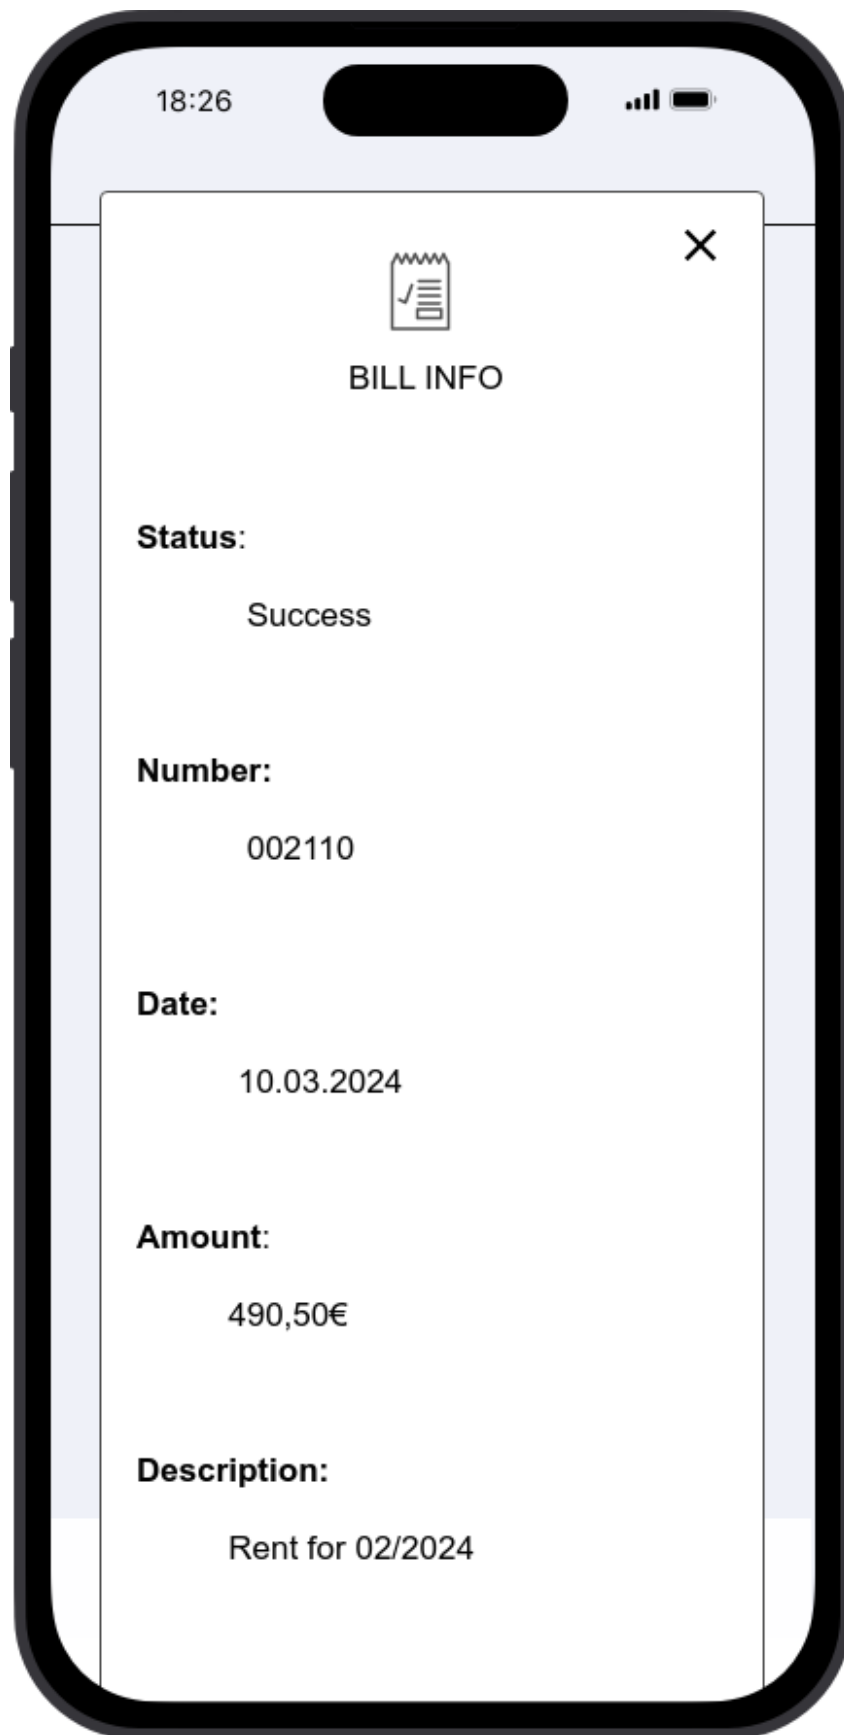 18:26
BILL INFO
Status:
Success
Number:
002110
Date:
10.03.2024
Amount:
490,50€
Description:
Rent for 02/2024